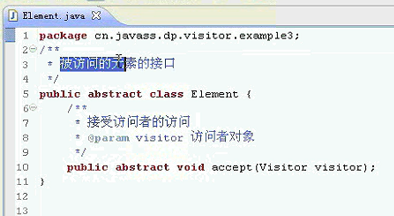 Element.java
1 package cn.javass.dp.visitor.example3;
2 /**
3 * 被访问的元素的接口
4 */
5 public abstract class Element {
6 /**
7 * 接受访问者的访问
8 * @param visitor 访问者对象
9 */
10 public abstract void accept(Visitor visitor);
11 }